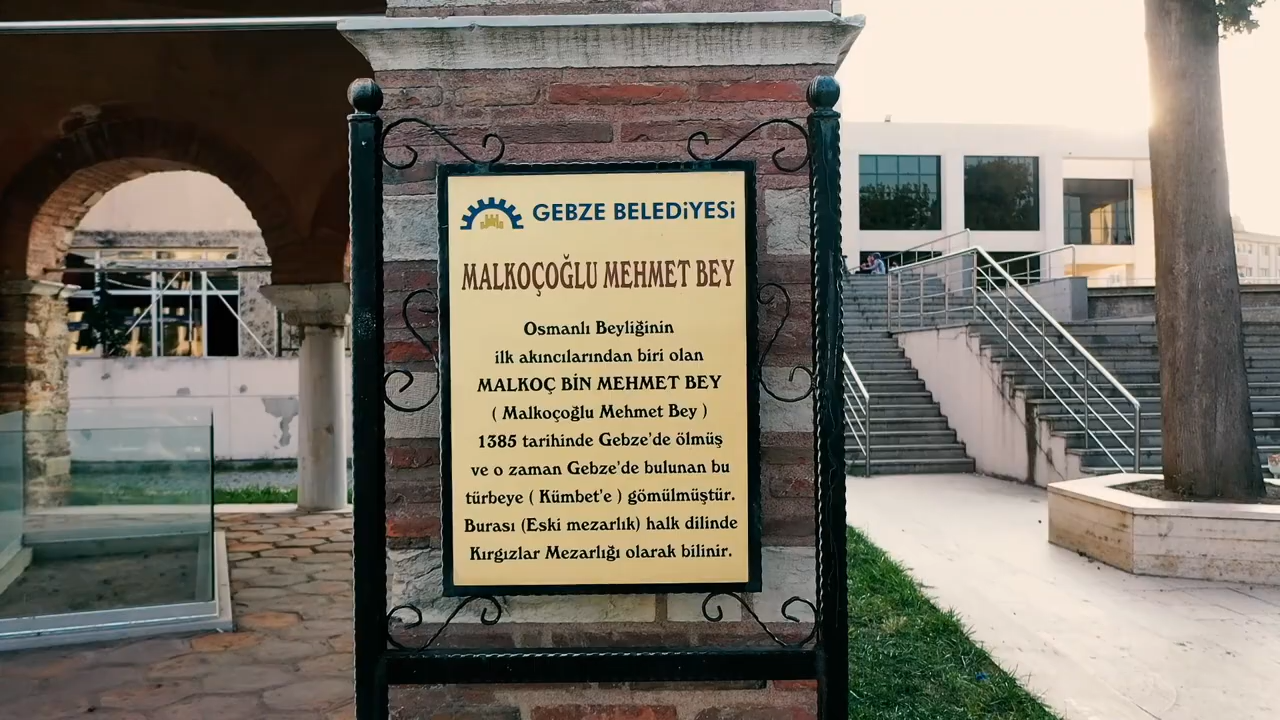 GEBZE BELEDİYESİ
MALKOÇOĞLU MEHMET BEY
Osmanlı Beyliğinin
ilk akıncılarından biri olan
MALKOÇ BİN MEHMET BEY
( Malkoçoğlu Mehmet Bey )
1385 tarihinde Gebze'de ölmüş
ve o zaman Gebze'de bulunan bu
türbeye ( Kümbet'e ) gömülmüştür.
Burası (Eski mezarlık) halk dilinde
Kırgızlar Mezarlığı olarak bilinir.